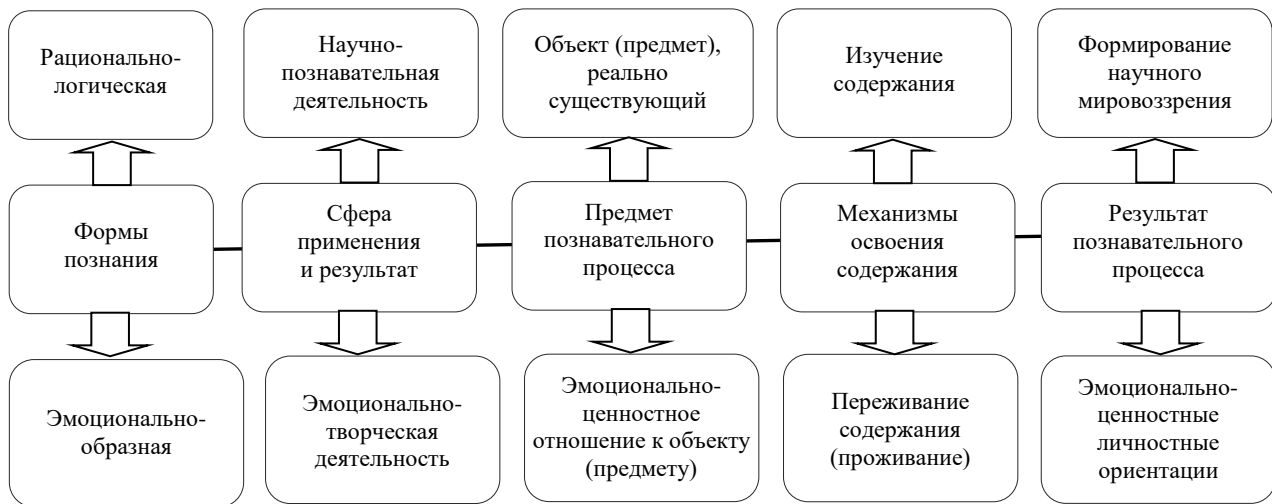 Рационально-
логическая
Научно-
познавательная
деятельность
Объект (предмет),
реально
существующий
Изучение
содержания
Формирование
научного
мировоззрения
Формы
познания
Сфера
применения
и результат
Предмет
познавательного
процесса
Механизмы
освоения
содержания
Результат
познавательного
процесса
Эмоционально-
образная
Эмоционально-
творческая
деятельность
Эмоционально-
ценностное
отношение к объекту
(предмету)
Переживание
содержания
(проживание)
Эмоционально-
ценностные
личностные
ориентации